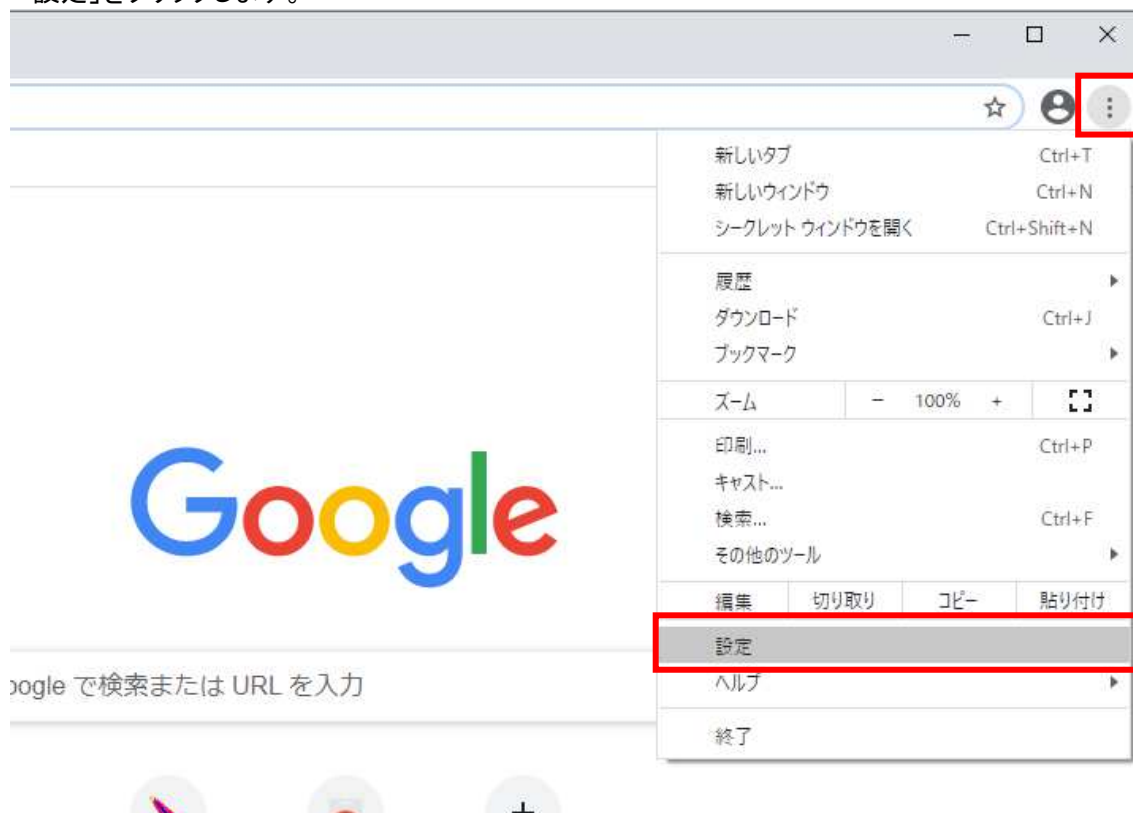 設定」をクリックします。
新しいタブ Ctrl+T
新しいウィンドウ Ctrl+N
シークレット ウィンドウを開く Ctrl+Shift+N
履歴
ダウンロード Ctrl+J
ブックマーク
ズーム - 100% +
印刷... Ctrl+P
キャスト...
検索... Ctrl+F
その他のツール
編集 切り取り コピー 貼り付け
設定
ヘルプ
終了
Google
oogle で検索または URL を入力